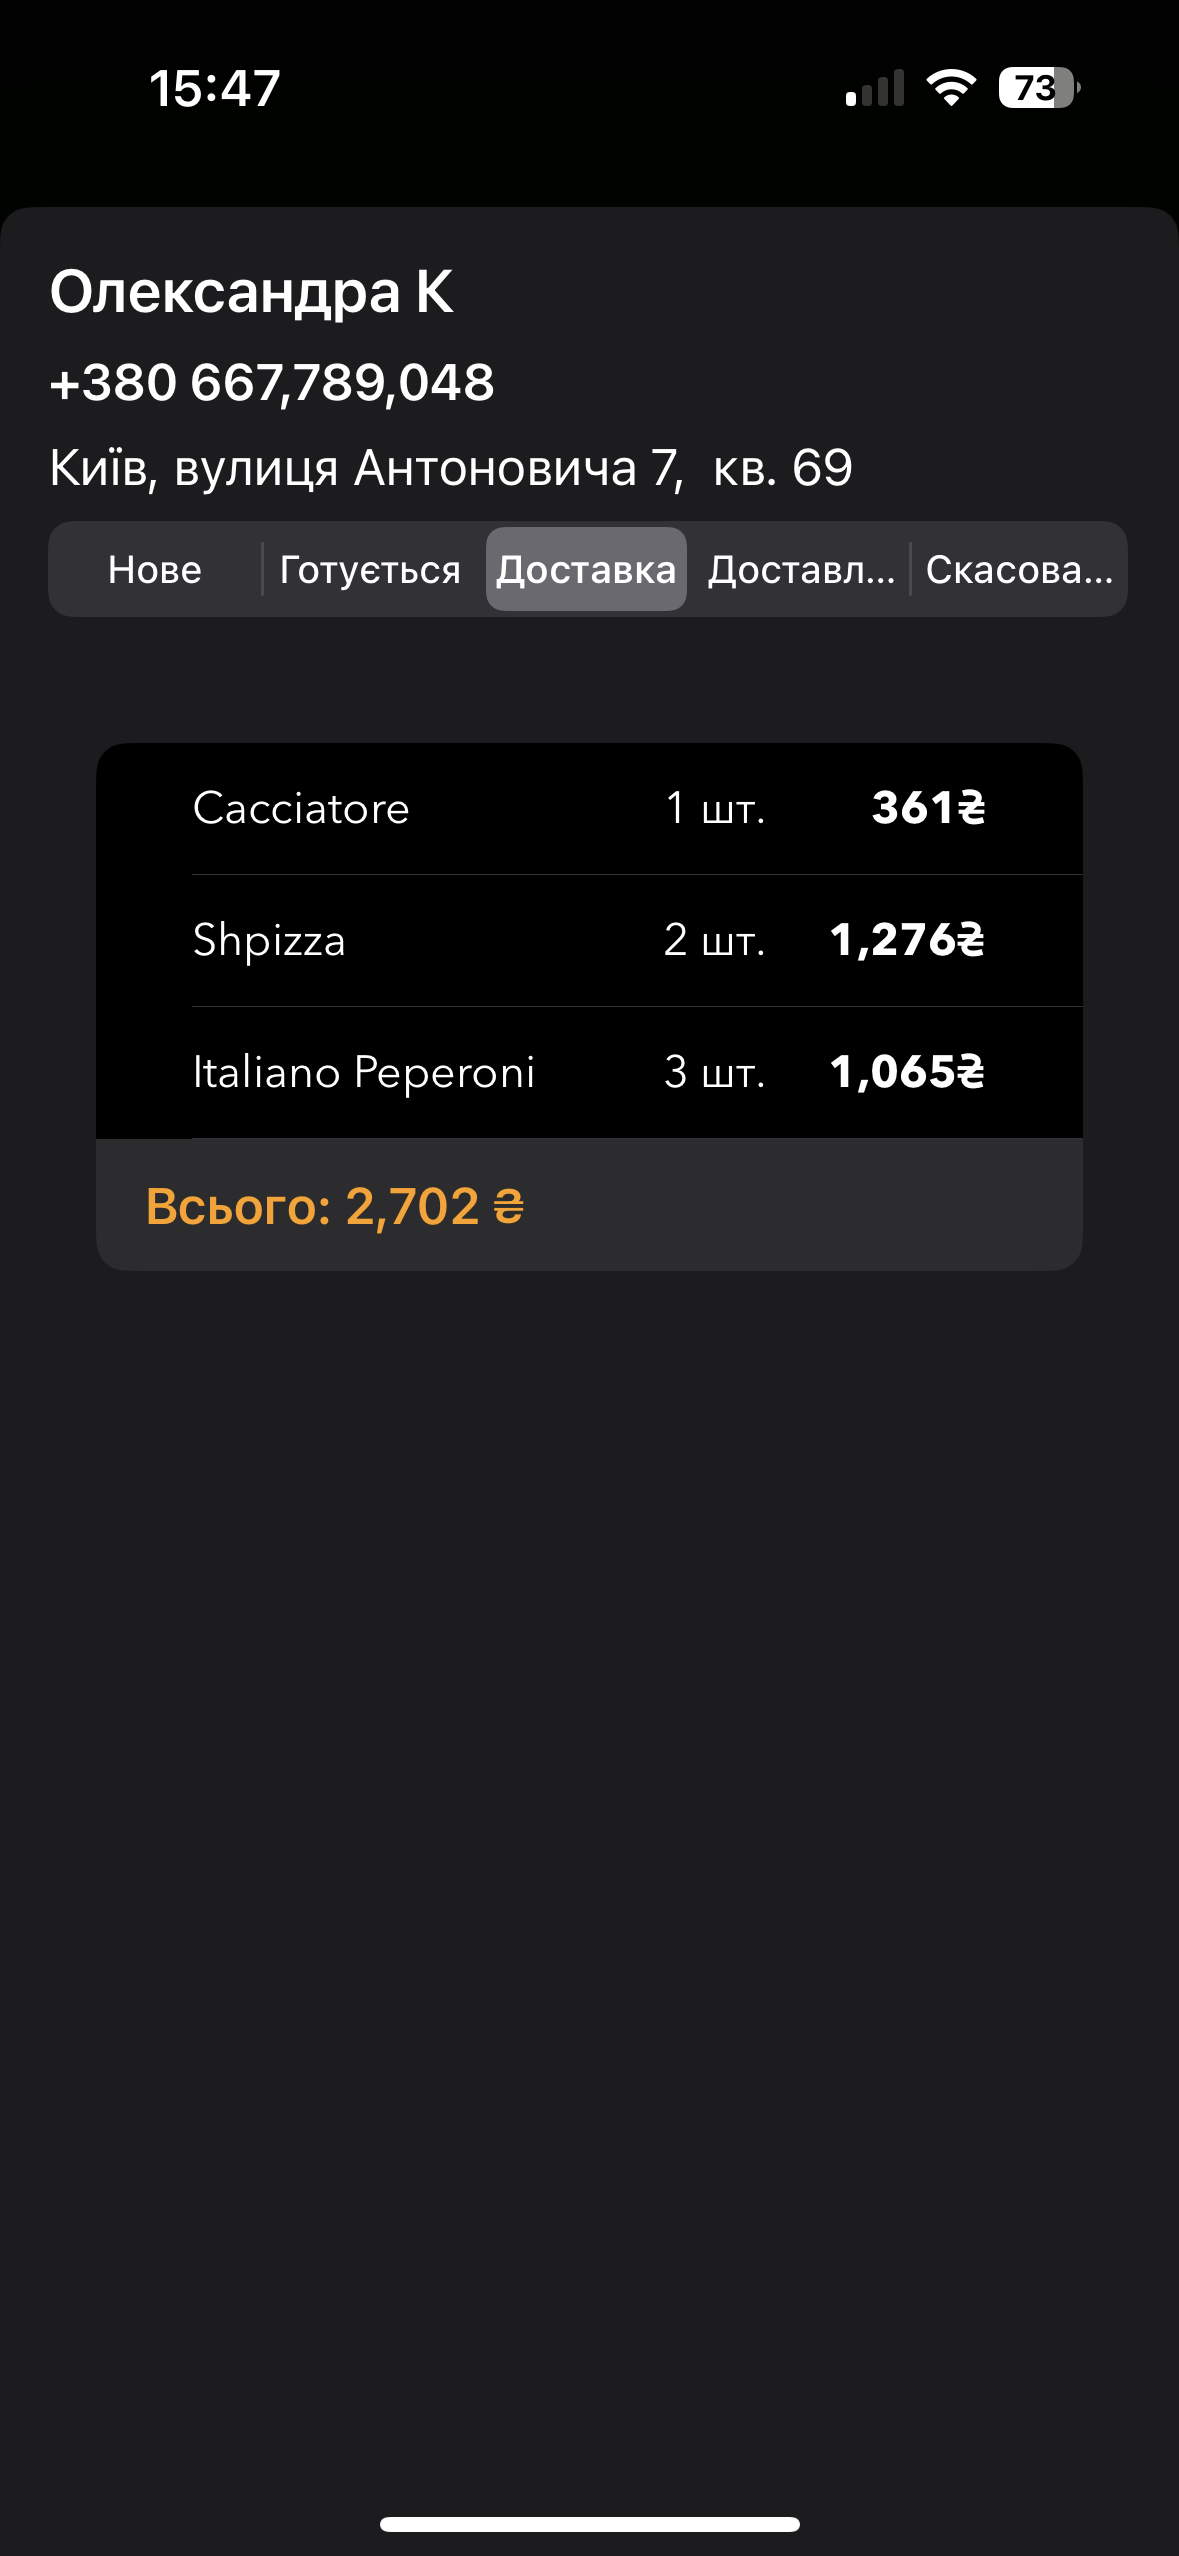 15:47
73
Олександра К
+380 667,789,048
Київ, вулиця Антоновича 7,  кв. 69
Нове Готується Доставка Доставл... Скасова...
Cacciatore 1 шт. 361₴
Shpizza 2 шт. 1,276₴
Italiano Peperoni 3 шт. 1,065₴
Всього: 2,702 ₴